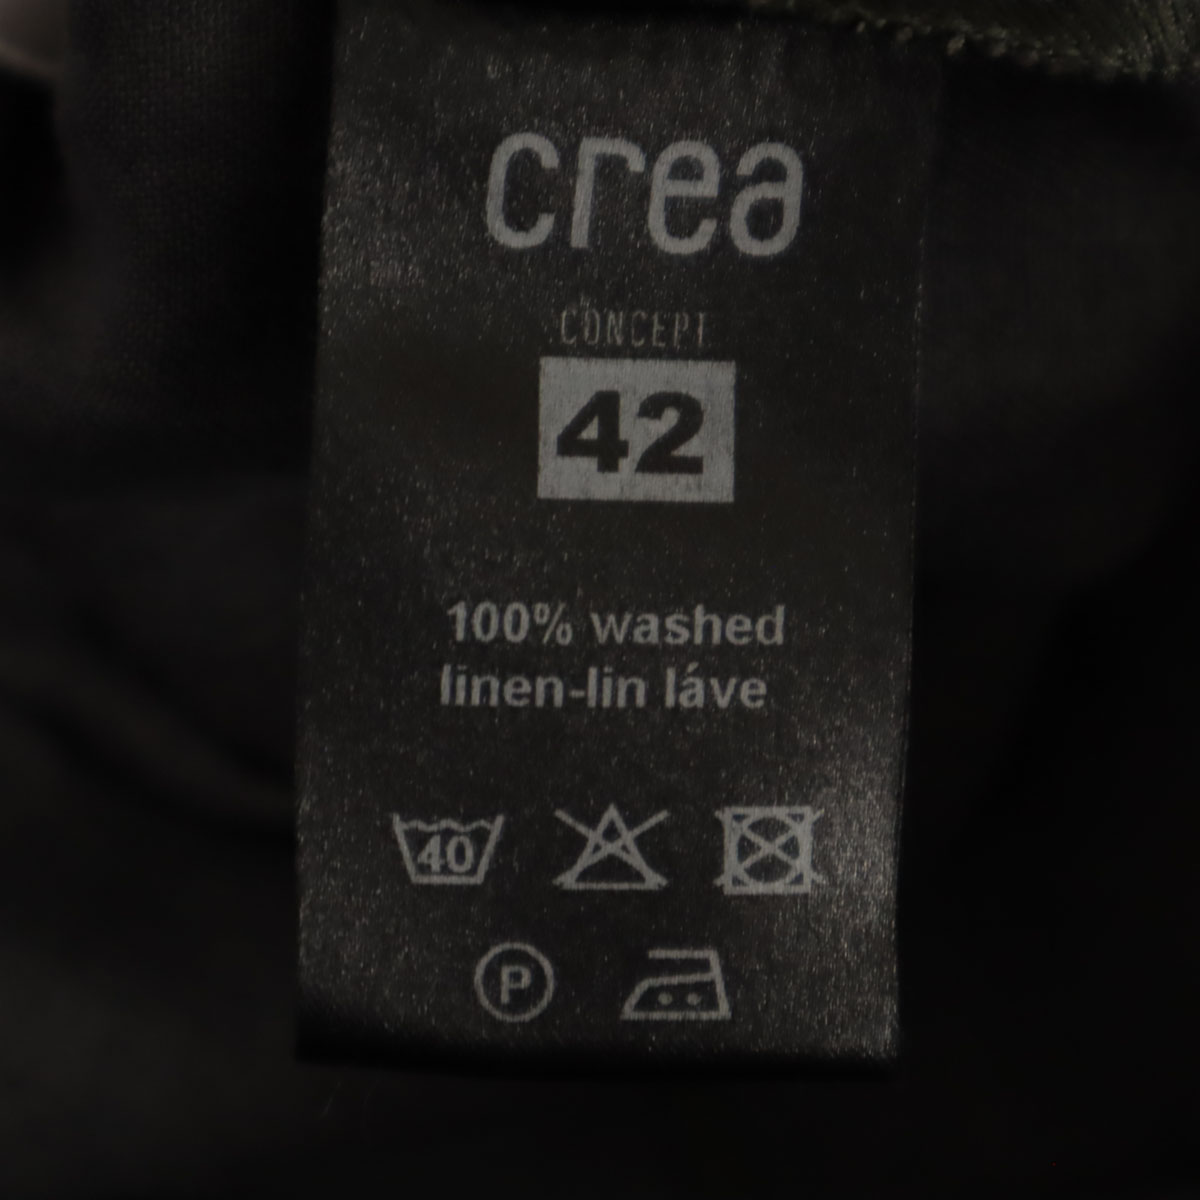 crea
CONCEPT
42
100% washed
linen-lin láve
40
P